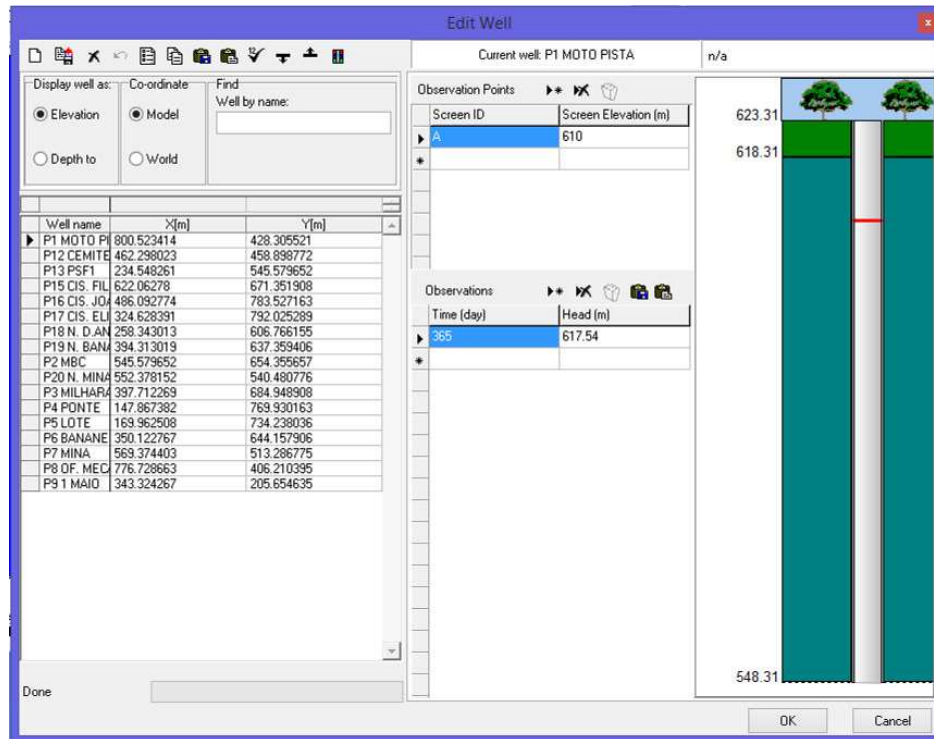 Edit Well
Current well: P1 MOTO PISTA n/a
Display well as: Co-ordinate Find
Well by name:
Elevation Model
Depth to World
Well name X[m] Y[m]
P1 MOTO PI 800.523414 428.305521
P12 CEMITE 462.298023 458.898772
P13 PSF1 234.548261 545.579652
P15 CIS. FIL 622.06278 671.351908
P16 CIS. JOA 486.092774 783.527163
P17 CIS. ELI 324.628391 792.025289
P18 N. D.AN 258.343013 606.766155
P19 N. BANA 394.313019 637.359406
P2 MBC 545.579652 654.355657
P20 N. MINA 552.378152 540.480776
P3 MILHARA 397.712269 684.948908
P4 PONTE 147.867382 769.930163
P5 LOTE 169.962508 734.238036
P6 BANANE 350.122767 644.157906
P7 MINA 569.374403 513.286775
P8 OF. MECA 776.728663 406.210395
P9 1 MAIO 343.324267 205.654635
Done
Observation Points
Screen ID Screen Elevation (m)
A 610
Observations
Time (day) Head (m)
365 617.54
623.31
618.31
548.31
OK Cancel